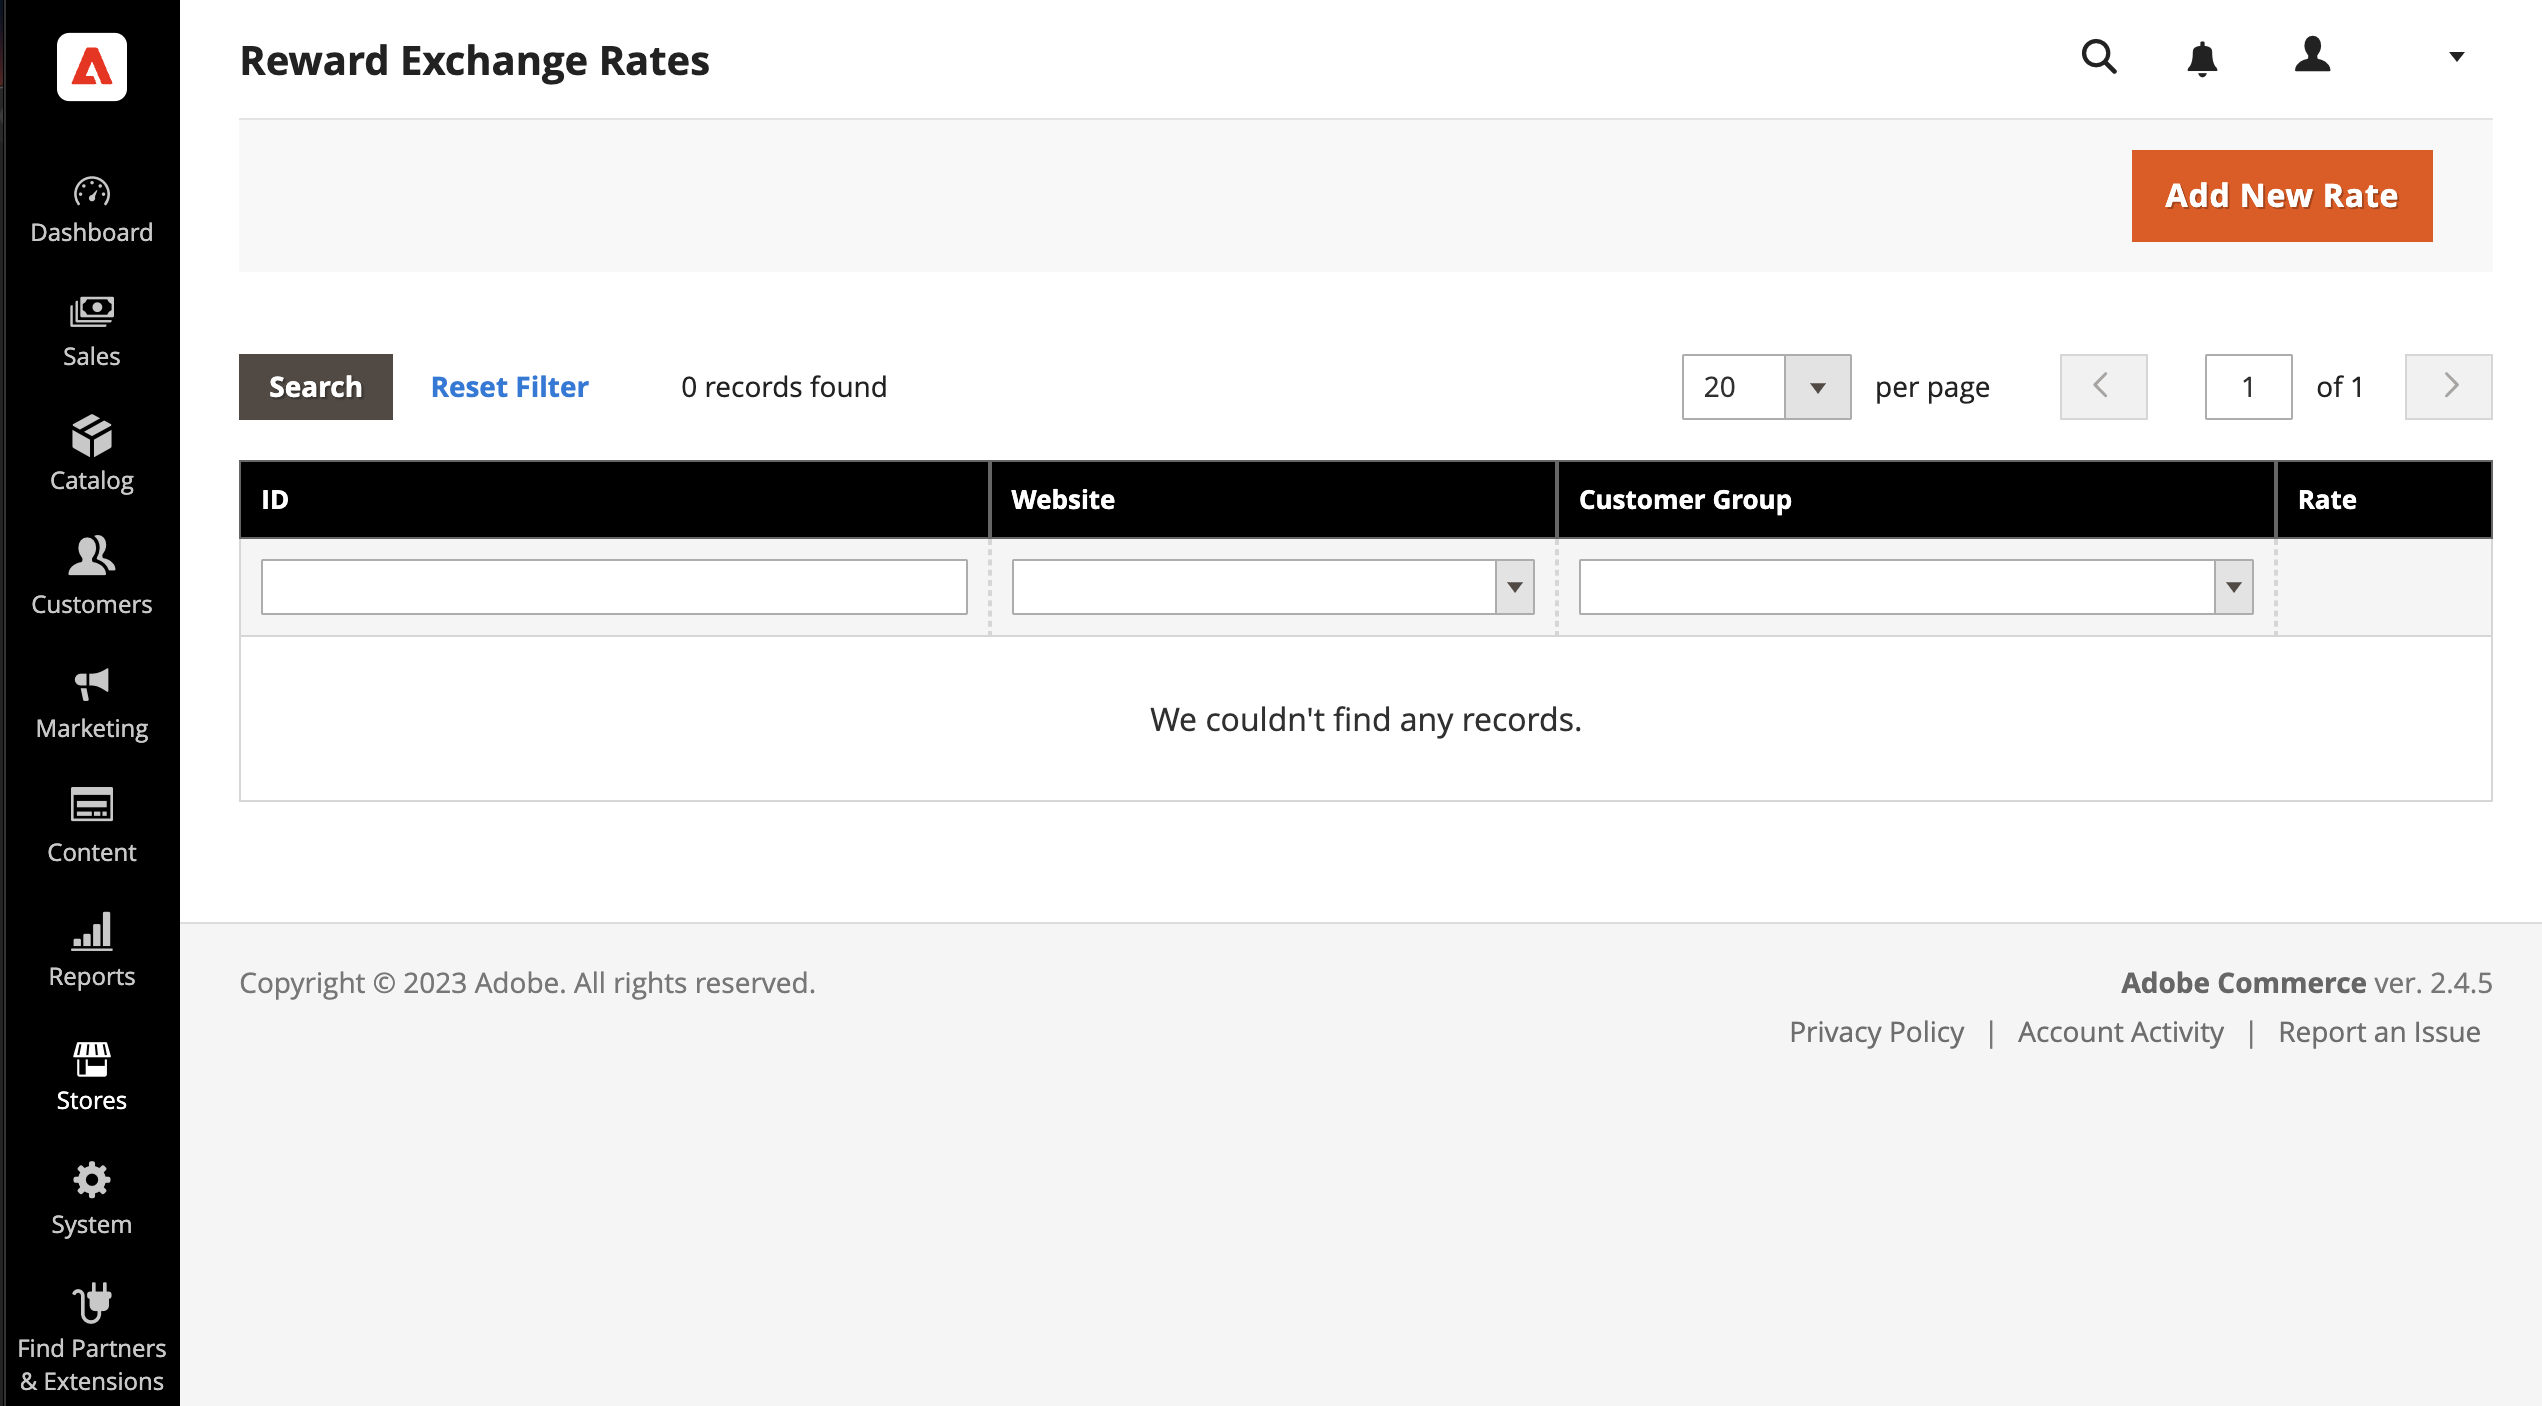 Reward Exchange Rates
Add New Rate
Dashboard
Sales
Catalog
Customers
Marketing
Content
Reports
Stores
System
Find Partners
& Extensions
Search Reset Filter 0 records found 20 per page 1 of 1
ID Website Customer Group Rate
We couldn't find any records.
Copyright © 2023 Adobe. All rights reserved.
Adobe Commerce ver. 2.4.5
Privacy Policy | Account Activity | Report an Issue